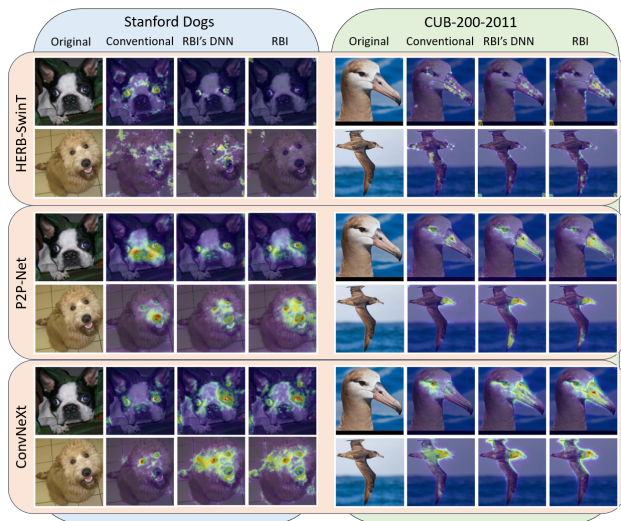 Stanford Dogs
CUB-200-2011
Original Conventional RBI's DNN RBI
Original Conventional RBI's DNN RBI
HERB-SwinT
P2P-Net
ConvNeXt